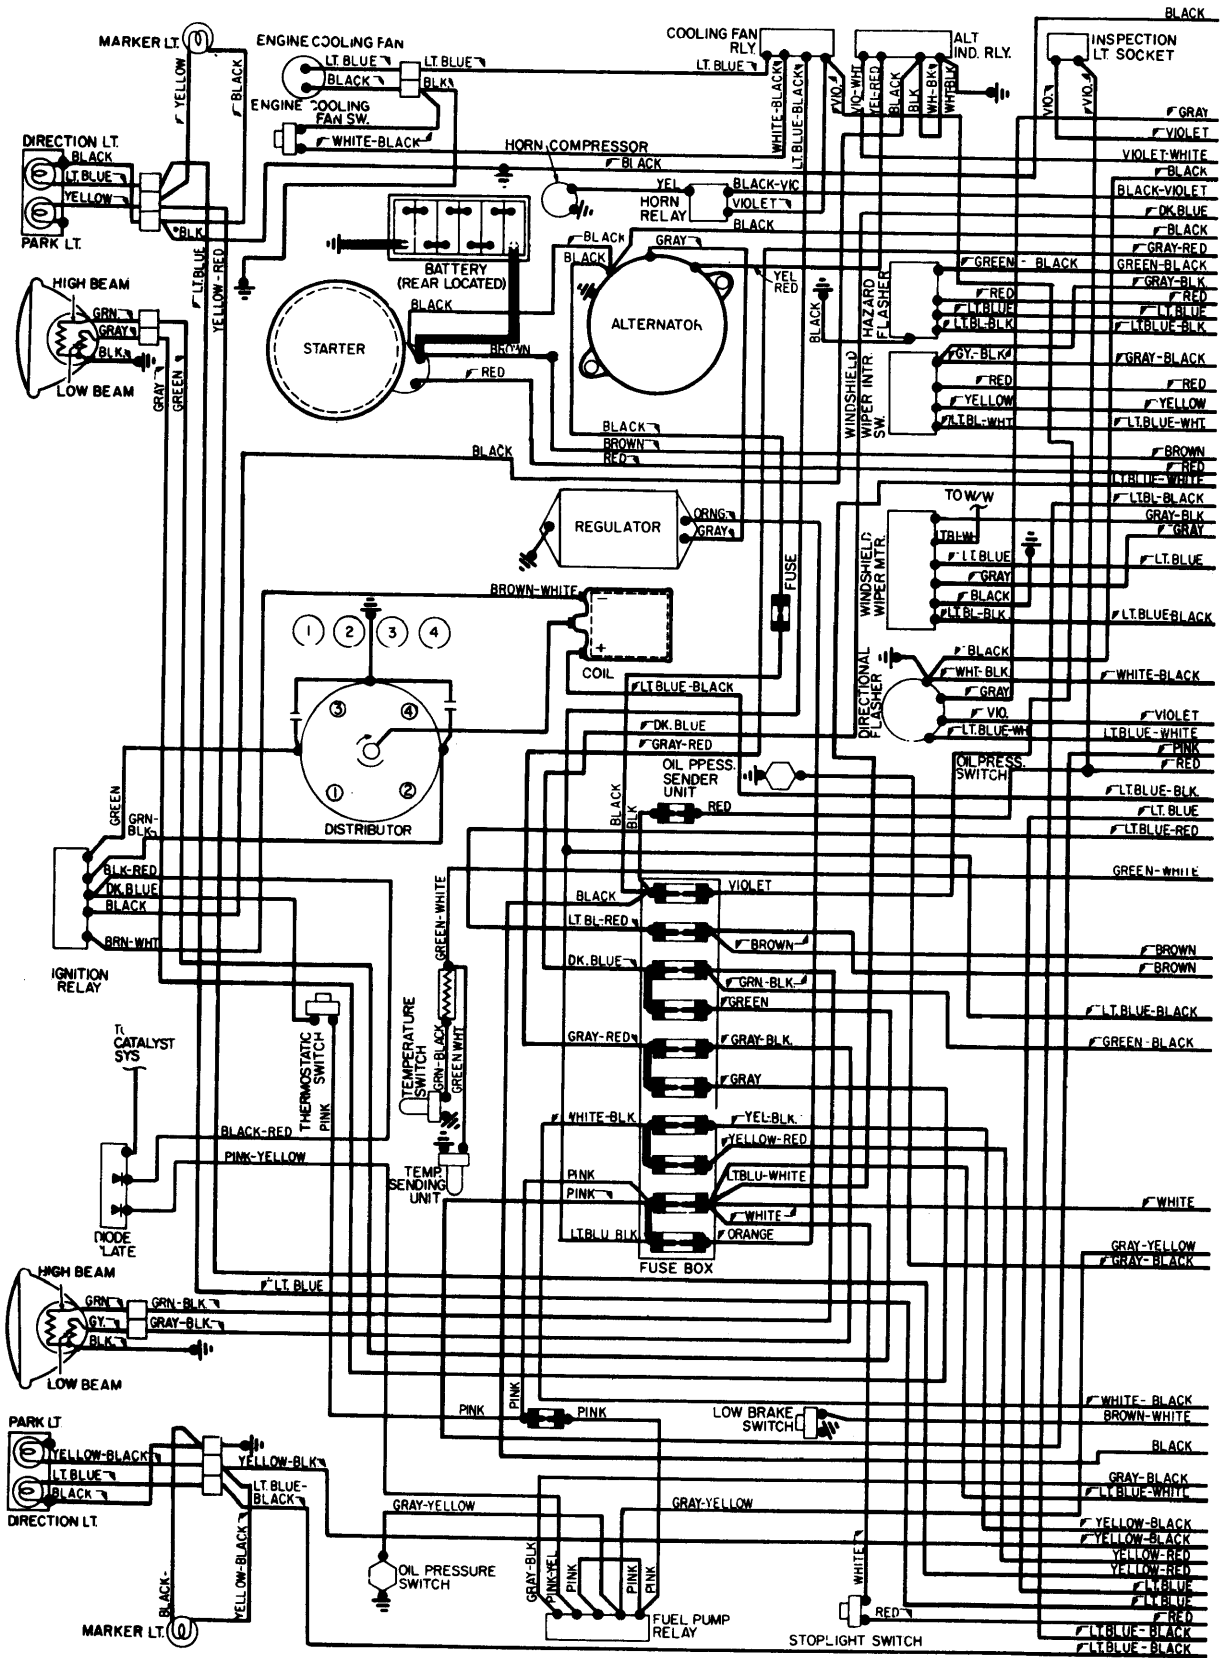 BLACK
MARKER LT.
ENGINE COOLING FAN
COOLING FAN
RLY.
ALT
IND. RLY.
INSPECTION
LT. SOCKET
LT. BLUE
LT. BLUE
LT. BLUE
BLACK
BLK.
YELLOW
BLACK
ENGINE COOLING
FAN SW.
WHITE-BLACK
WHITE-BLACK
LT. BLUE-BLACK
VIO.
VIO-WHT
YEL-RED
BLACK
BLK
WH-BK
WHTBLK
VIO.
VIO.
GRAY
VIOLET
VIOLET-WHITE
BLACK
BLACK-VIOLET
DK.BLUE
BLACK
GRAY-RED
GREEN-BLACK
GRAY-BLK
RED
LT.BLUE
LT.BLUE-BLK
DIRECTION LT.
BLACK
LT.BLUE
YELLOW
PARK LT.
BLK
HORN COMPRESSOR
BLACK
YEL
HORN
RELAY
BLACK-VIC
VIOLET
BLACK
BATTERY
(REAR LOCATED)
BLACK
BLACK
GRAY
YEL
RED
BLACK
LT.BLUE
YELLOW-RED
HIGH BEAM
GRN.
GRAY
BLK
LOW BEAM
GRAY
GREEN
STARTER
BLACK
BROWN
RED
ALTERNATOR
BLACK
HAZARD
FLASHER
GREEN - BLACK
RED
LT.BLUE
LT.BL-BLK
WINDSHIELD
WIPER INTR.
SW.
GY.-BLK
RED
YELLOW
LT.BL-WHT
GRAY-BLACK
RED
YELLOW
LT.BLUE-WHT.
BROWN
RED
LT.BLUE-WHITE
LT.BL-BLACK
GRAY-BLK
GRAY
LT.BLUE
LT.BLUE-BLACK
BLACK
BROWN
RED
BLACK
REGULATOR
ORNG.
GRAY
FUSE
TO W/W
WINDSHIELD
WIPER MTR.
LT.BLUE
GRAY
BLACK
LT.BL-BLK
BROWN-WHITE
COIL
1
2
3
4
LT.BLUE-BLACK
DK.BLUE
GRAY-RED
DIRECTIONAL
FLASHER
BLACK
WHT-BLK
GRAY
VIO.
LT.BLUE-WH
WHITE-BLACK
VIOLET
LT.BLUE-WHITE
PINK
RED
LT.BLUE-BLK.
LT. BLUE
LT.BLUE-RED
GREEN-WHITE
3
4
1
2
DISTRIBUTOR
GREEN
GRN-
BLK
OIL PPESS.
SENDER
UNIT
OIL PRESS.
SWITCH
RED
BLACK
BLK
IGNITION
RELAY
BLK-RED
DK.BLUE
BLACK
BRN-WHT
GREEN-WHITE
BLACK
VIOLET
LT. BL-RED
BROWN
DK.BLUE
GRN.-BLK.
GREEN
GRAY-RED
GRAY-BLK.
GRAY
WHITE-BLK.
YEL-BLK.
YELLOW-RED
PINK
LT.BLU-WHITE
PINK
WHITE
LT.BLU BLK
ORANGE
FUSE BOX
BROWN
BROWN
LT.BLUE-BLACK
GREEN - BLACK
WHITE
GRAY-YELLOW
GRAY-BLACK
CATALYST
SYS
THERMOSTATIC
SWITCH
PINK
TEMPERATURE
SWITCH
GRN-BLACK
GREEN WHT
TEMP.
SENDING
UNIT
BLACK-RED
PINK-YELLOW
DIODE
HIGH BEAM
GRN
GY.
BLK.
GRN-BLK.
GRAY-BLK.
LT. BLUE
LOW BEAM
PINK
PINK
PINK
LOW BRAKE
SWITCH
WHITE - BLACK
BROWN-WHITE
BLACK
GRAY-BLACK
LT.BLUE-WHITE
YELLOW-BLACK
YELLOW-BLACK
YELLOW-RED
YELLOW-RED
LT.BLUE
LT.BLUE
RED
LT.BLUE-BLACK
LT.BLUE-BLACK
PARK LT.
YELLOW-BLACK
LT.BLUE
BLACK
DIRECTION LT.
YELLOW-BLK
LT.BLUE-
BLACK
BLACK-
YELLOW-BLACK
MARKER LT.
GRAY-YELLOW
OIL PRESSURE
SWITCH
GRAY-YELLOW
GRAY-BLK
PINK-YEL
PINK
PINK
PINK
FUEL PUMP
RELAY
WHITE
RED
STOPLIGHT SWITCH